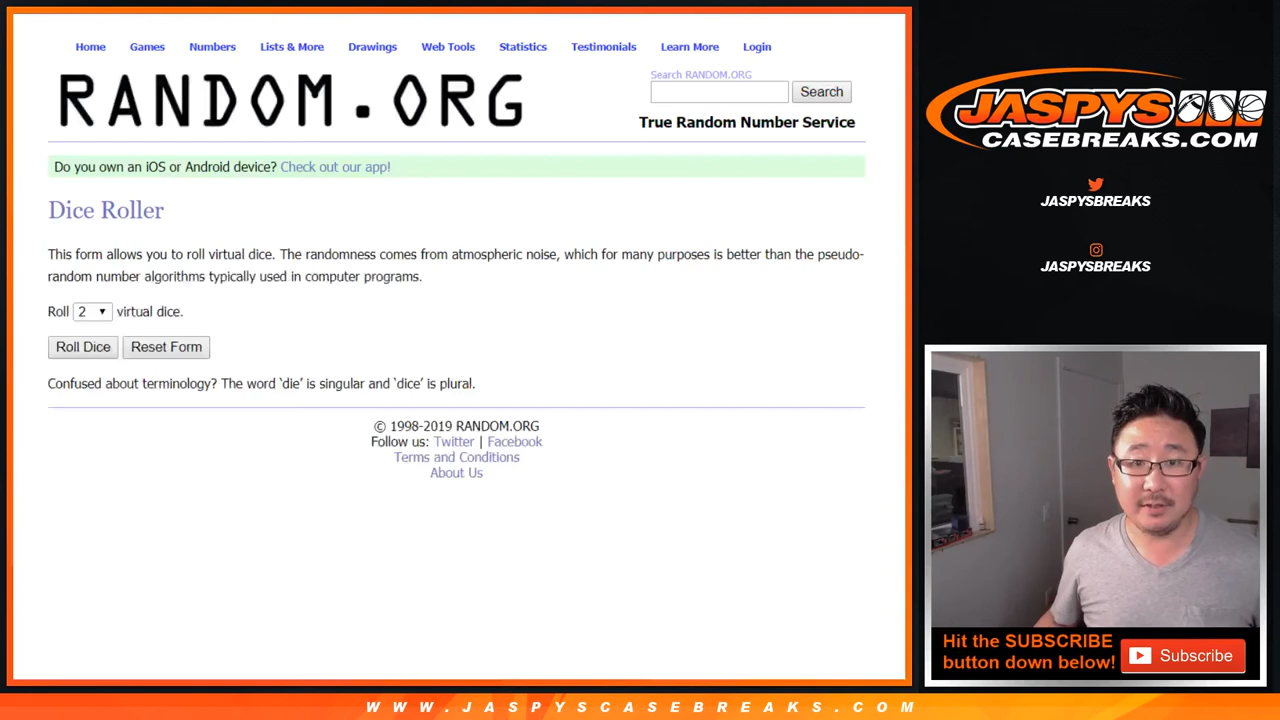 Home Games Numbers Lists & More Drawings Web Tools Statistics Testimonials Learn More Login
RANDOM.ORG
Search RANDOM.ORG
Search
True Random Number Service
Do you own an iOS or Android device? Check out our app!
Dice Roller
This form allows you to roll virtual dice. The randomness comes from atmospheric noise, which for many purposes is better than the pseudo-
random number algorithms typically used in computer programs.
Roll 2 virtual dice.
Roll Dice Reset Form
Confused about terminology? The word ‘die’ is singular and ‘dice’ is plural.
© 1998-2019 RANDOM.ORG
Follow us: Twitter | Facebook
Terms and Conditions
About Us
JASPYS
CASEBREAKS.COM
JASPYSBREAKS
JASPYSBREAKS
Hit the SUBSCRIBE
button down below!
Subscribe
WWW.JASPYSCASEBREAKS.COM